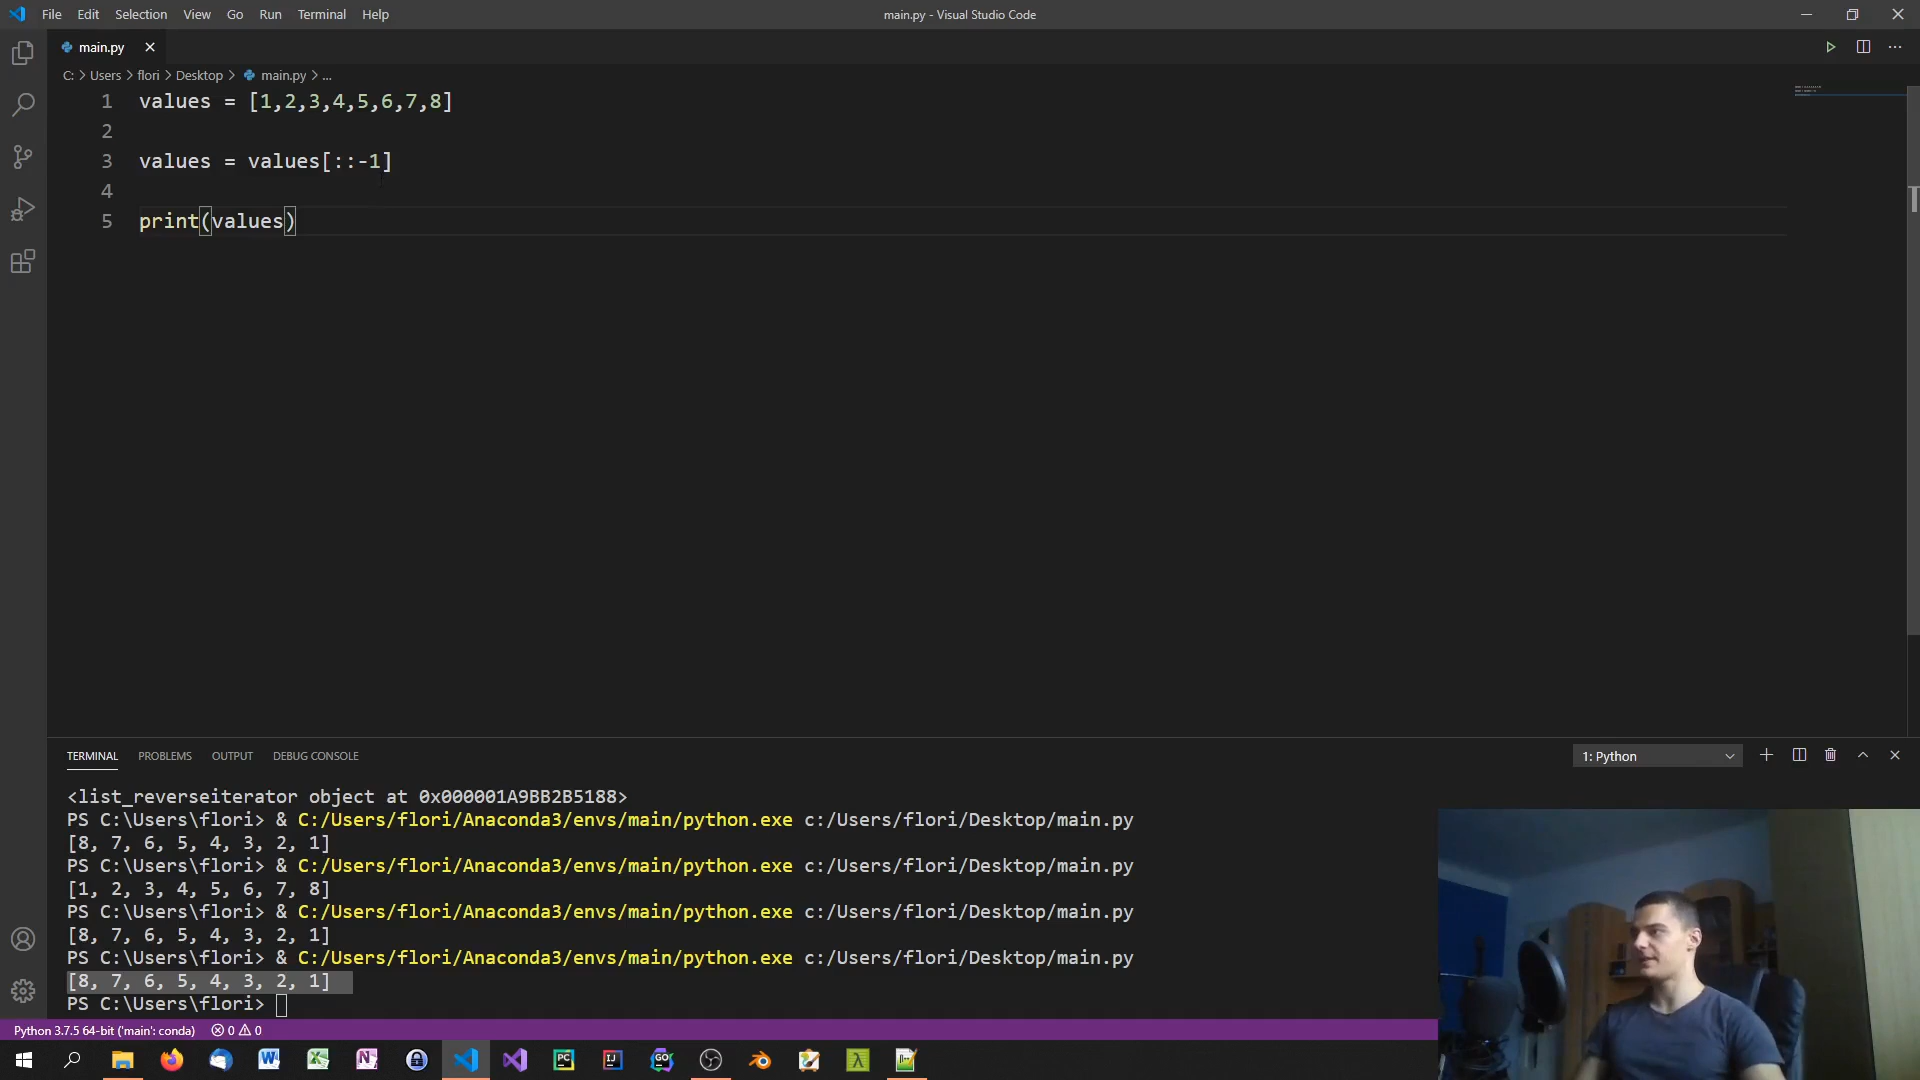 File Edit Selection View Go Run Terminal Help
main.py - Visual Studio Code
main.py
C: > Users > flori > Desktop > main.py > ...
1 values = [1,2,3,4,5,6,7,8]
2
3 values = values[::-1]
4
5 print(values)
TERMINAL PROBLEMS OUTPUT DEBUG CONSOLE
1: Python
<list_reverseiterator object at 0x000001A9BB2B5188>
PS C:\Users\flori> & C:/Users/flori/Anaconda3/envs/main/python.exe c:/Users/flori/Desktop/main.py
[8, 7, 6, 5, 4, 3, 2, 1]
PS C:\Users\flori> & C:/Users/flori/Anaconda3/envs/main/python.exe c:/Users/flori/Desktop/main.py
[1, 2, 3, 4, 5, 6, 7, 8]
PS C:\Users\flori> & C:/Users/flori/Anaconda3/envs/main/python.exe c:/Users/flori/Desktop/main.py
[8, 7, 6, 5, 4, 3, 2, 1]
PS C:\Users\flori> & C:/Users/flori/Anaconda3/envs/main/python.exe c:/Users/flori/Desktop/main.py
[8, 7, 6, 5, 4, 3, 2, 1]
PS C:\Users\flori>
Python 3.7.5 64-bit ('main': conda) 0 0